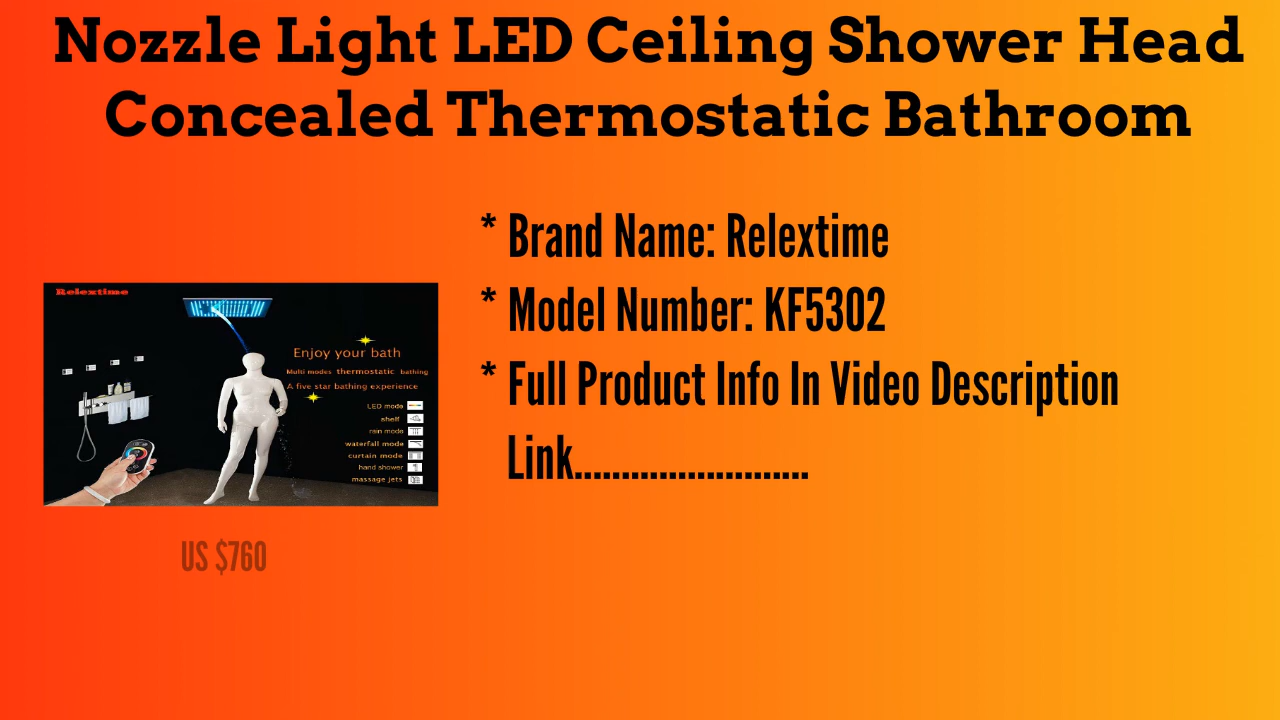 Nozzle Light LED Ceiling Shower Head
Concealed Thermostatic Bathroom
* Brand Name: Relextime
* Model Number: KF5302
* Full Product Info In Video Description
Link.........................
Relextime
Enjoy your bath
Multi modes thermostatic bathing
A five star bathing experience
LED mode
shelf
rain mode
waterfall mode
curtain mode
hand shower
massage jets
US $760